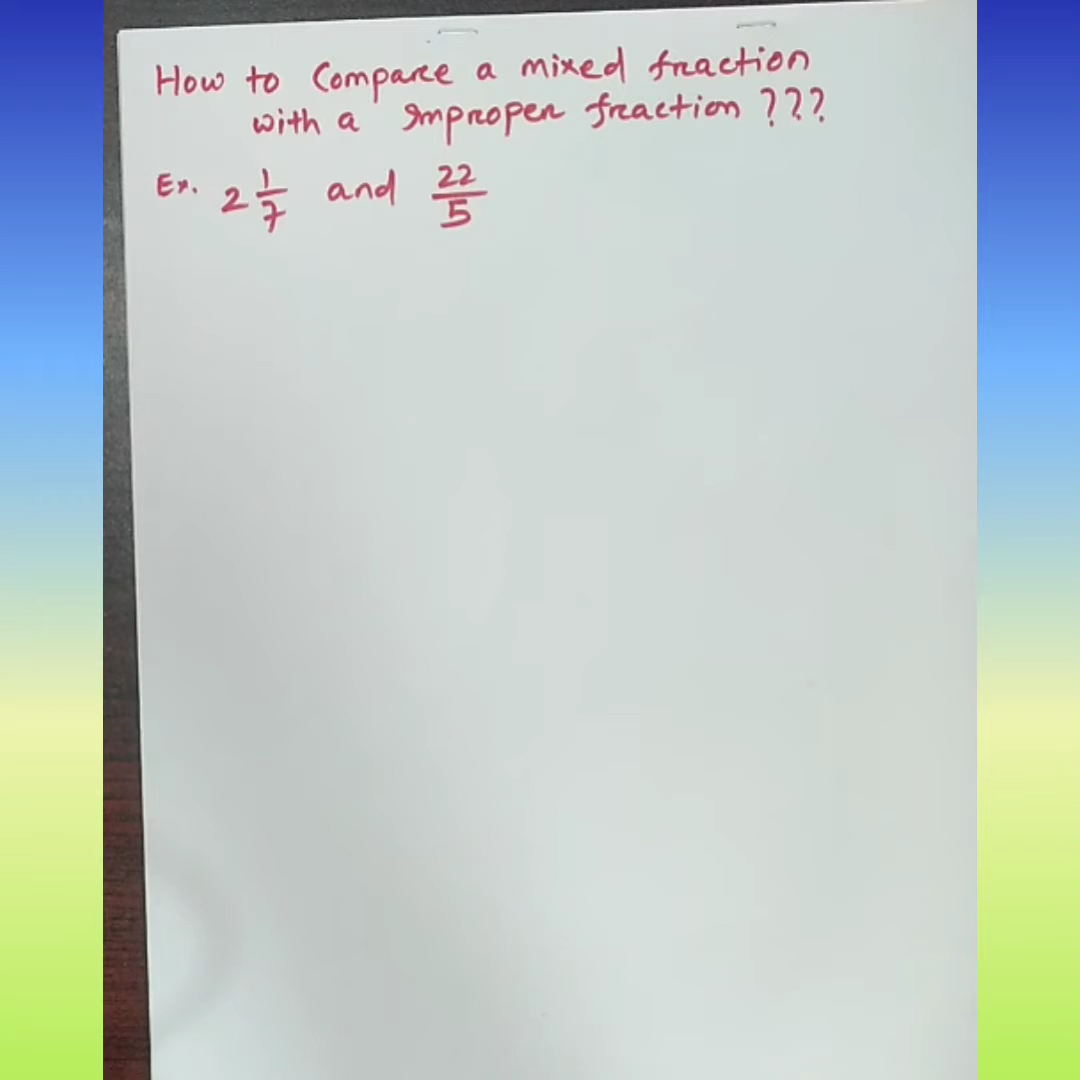 How to Compare a mixed fraction
with a Improper fraction ???
Ex. 2 1/7 and 22/5